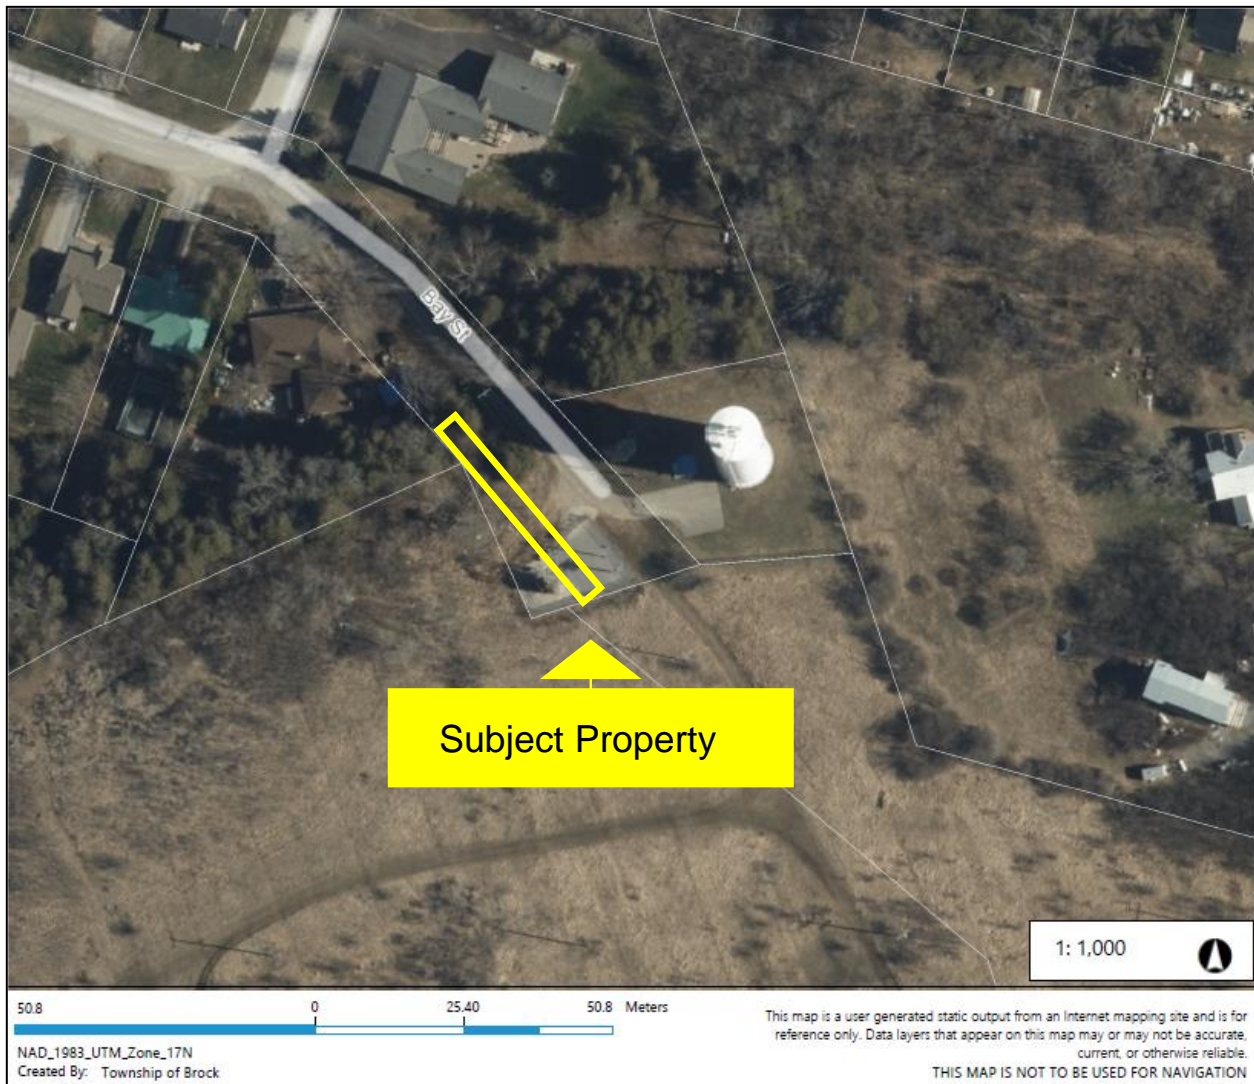 Bay St
Subject Property
1: 1,000
50.8 0 25.40 50.8 Meters
NAD_1983_UTM_Zone_17N
Created By: Township of Brock
This map is a user generated static output from an Internet mapping site and is for
reference only. Data layers that appear on this map may or may not be accurate,
current, or otherwise reliable.
THIS MAP IS NOT TO BE USED FOR NAVIGATION